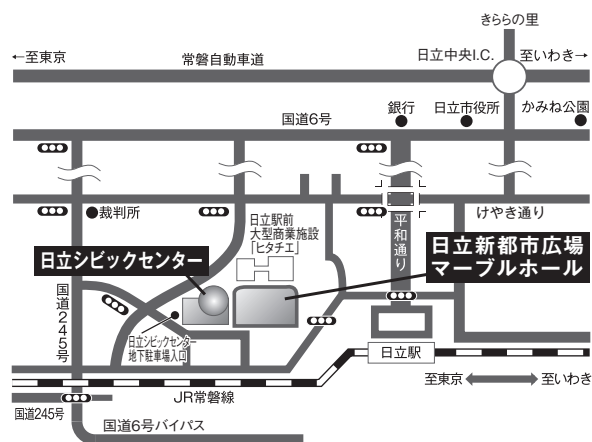 きららの里
←至東京
常磐自動車道
日立中央I.C.
至いわき→
国道6号
銀行
日立市役所
かみね公園
裁判所
日立駅前
大型商業施設
「ヒタチエ」
平和通り
けやき通り
日立シビックセンター
日立新都市広場
マーブルホール
国道245号
日立シビックセンター
地下駐車場入口
日立駅
至東京
至いわき
JR常磐線
国道245号
国道6号バイパス